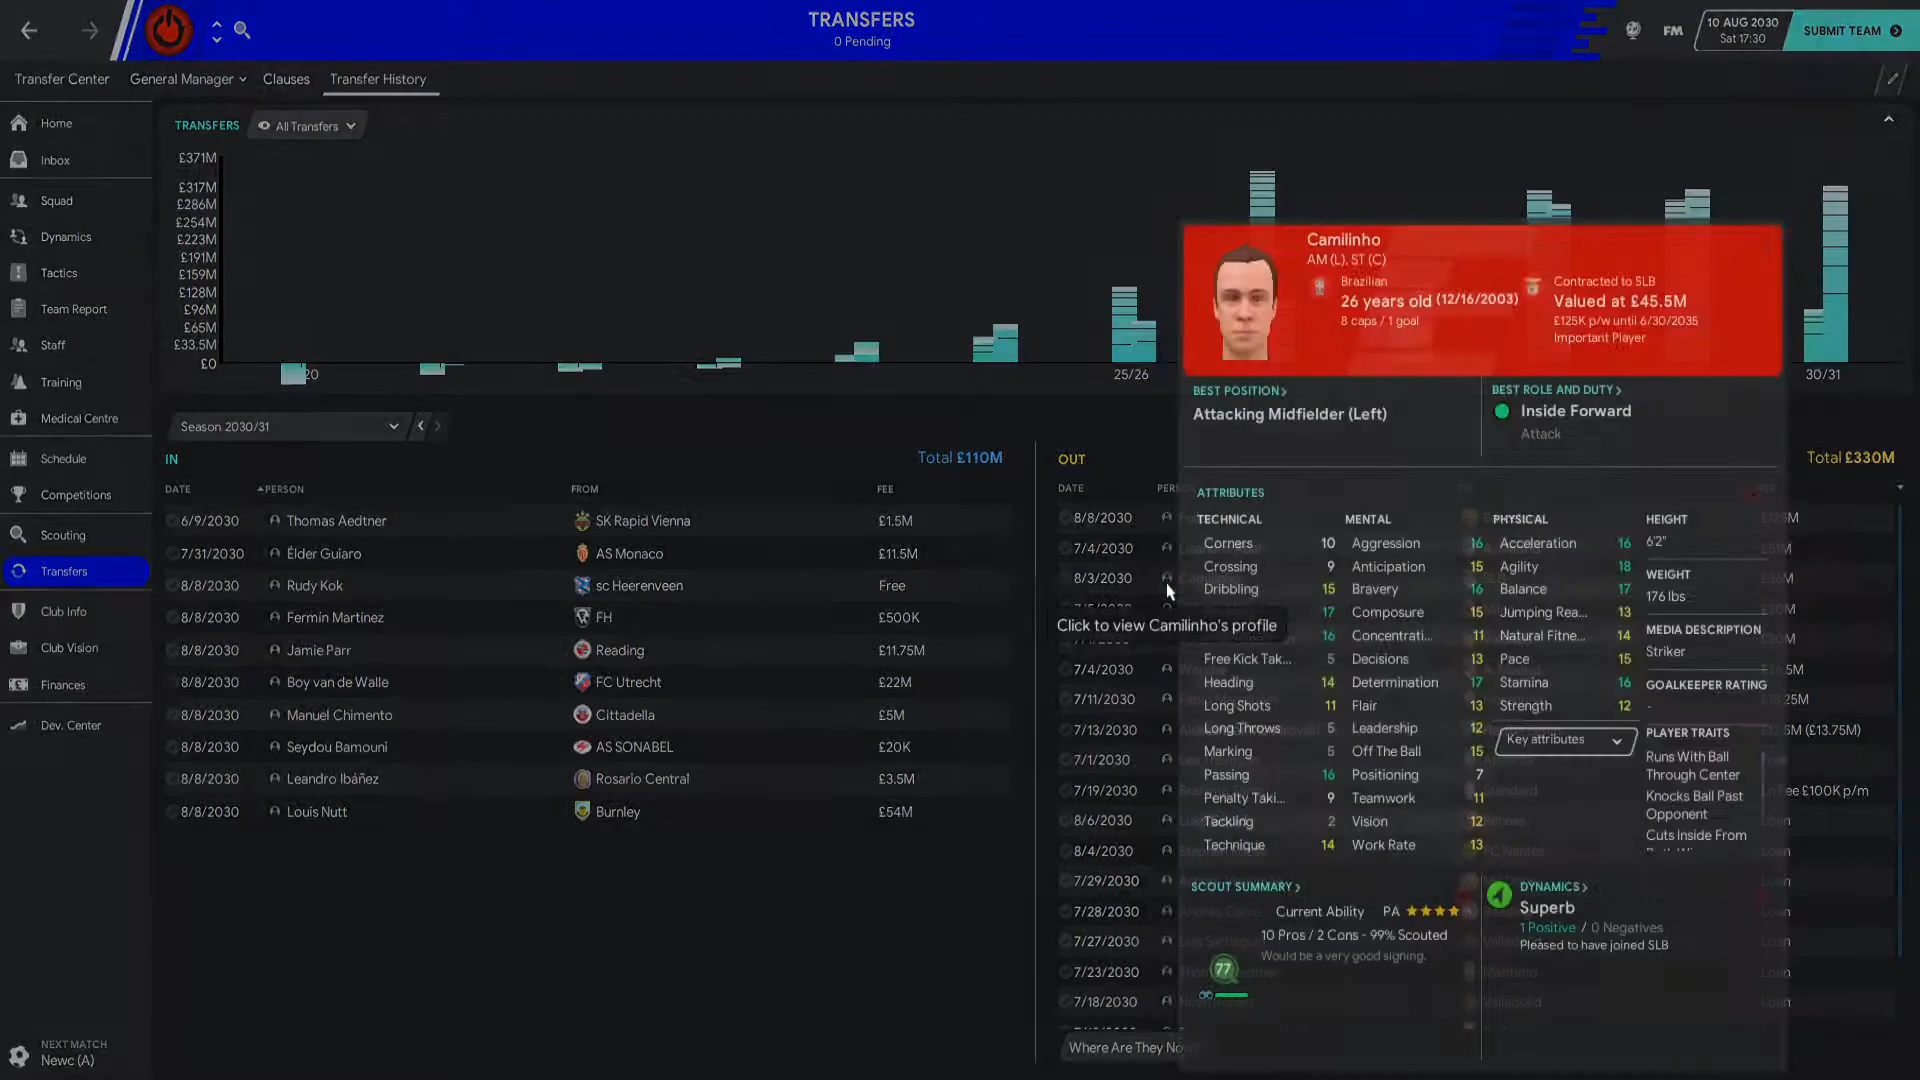 TRANSFERS
0 Pending
FM
10 AUG 2030
Sat 17:30
SUBMIT TEAM
Transfer Center
General Manager
Clauses
Transfer History
Home
Inbox
Squad
Dynamics
Tactics
Team Report
Staff
Training
Medical Centre
Schedule
Competitions
Scouting
Transfers
Club Info
Club Vision
Finances
Dev. Center
NEXT MATCH
Newc (A)
TRANSFERS
All Transfers
£371M
£317M
£286M
£254M
£223M
£191M
£159M
£128M
£96M
£65M
£33.5M
£0
20
25/26
30/31
Season 2030/31
IN
Total £110M
DATE PERSON FROM FEE
6/9/2030 Thomas Aedtner SK Rapid Vienna £1.5M
7/31/2030 Élder Guiaro AS Monaco £11.5M
8/8/2030 Rudy Kok sc Heerenveen Free
8/8/2030 Fermín Martínez FH £500K
8/8/2030 Jamie Parr Reading £11.75M
8/8/2030 Boy van de Walle FC Utrecht £22M
8/8/2030 Manuel Chimento Cittadella £5M
8/8/2030 Seydou Bamouni AS SONABEL £20K
8/8/2030 Leandro Ibáñez Rosario Central £3.5M
8/8/2030 Louis Nutt Burnley £54M
OUT
Total £330M
DATE
8/8/2030
7/4/2030
8/3/2030
7/4/2030
7/11/2030
7/13/2030
7/1/2030
7/19/2030
8/6/2030
8/4/2030
7/29/2030
7/28/2030
7/27/2030
7/23/2030
7/18/2030
(£13.75M)
Fee £100K p/m
Loan
Loan
Loan
Loan
Loan
Loan
Loan
Where Are They Now?
Click to view Camilinho's profile
Camilinho
AM (L), ST (C)
Brazilian
26 years old (12/16/2003)
8 caps / 1 goal
Contracted to SLB
Valued at £45.5M
£125K p/w until 6/30/2035
Important Player
BEST POSITION
Attacking Midfielder (Left)
BEST ROLE AND DUTY
Inside Forward
Attack
ATTRIBUTES
TECHNICAL
Corners 10
Crossing 9
Dribbling 15
17
16
Free Kick Tak... 5
Heading 14
Long Shots 11
Long Throws 5
Marking 5
Passing 16
Penalty Taki... 9
Tackling 2
Technique 14
MENTAL
Aggression 16
Anticipation 15
Bravery 16
Composure 15
Concentrati... 11
Decisions 13
Determination 17
Flair 13
Leadership 12
Off The Ball 15
Positioning 7
Teamwork 11
Vision 12
Work Rate 13
PHYSICAL
Acceleration 16
Agility 18
Balance 17
Jumping Rea... 13
Natural Fitne... 14
Pace 15
Stamina 16
Strength 12
Key attributes
HEIGHT
6'2"
WEIGHT
176 lbs
MEDIA DESCRIPTION
Striker
GOALKEEPER RATING
-
PLAYER TRAITS
Runs With Ball
Through Center
Knocks Ball Past
Opponent
Cuts Inside From
SCOUT SUMMARY
Current Ability PA
10 Pros / 2 Cons - 99% Scouted
Would be a very good signing.
77
DYNAMICS
Superb
1 Positive / 0 Negatives
Pleased to have joined SLB